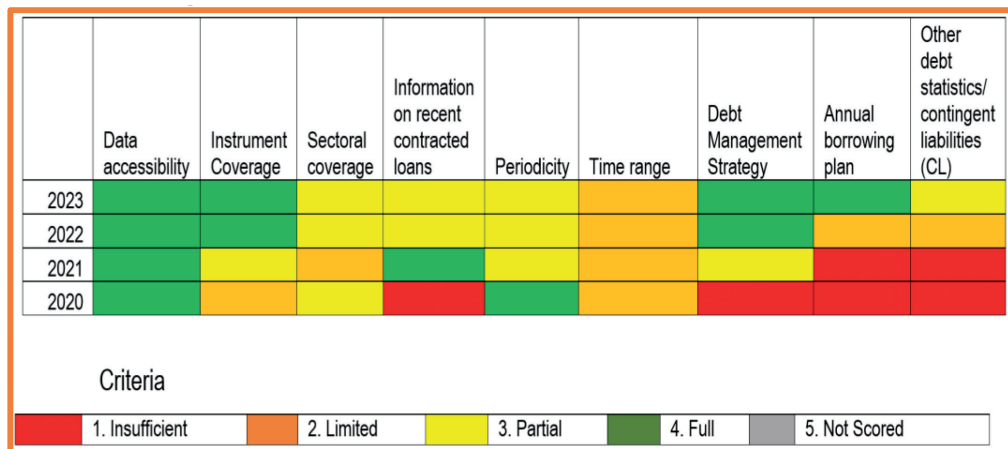 Data accessibility
Instrument Coverage
Sectoral coverage
Information on recent contracted loans
Periodicity
Time range
Debt Management Strategy
Annual borrowing plan
Other debt statistics/ contingent liabilities (CL)
2023
2022
2021
2020
Criteria
1. Insufficient
2. Limited
3. Partial
4. Full
5. Not Scored